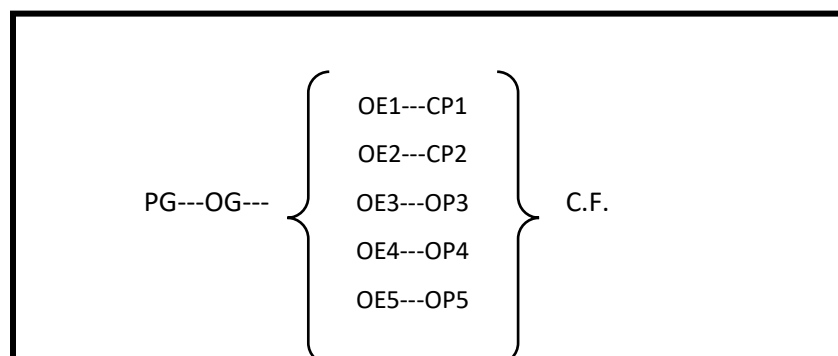 OE1---CP1
OE2---CP2
PG---OG--- OE3---OP3 C.F.
OE4---OP4
OE5---OP5